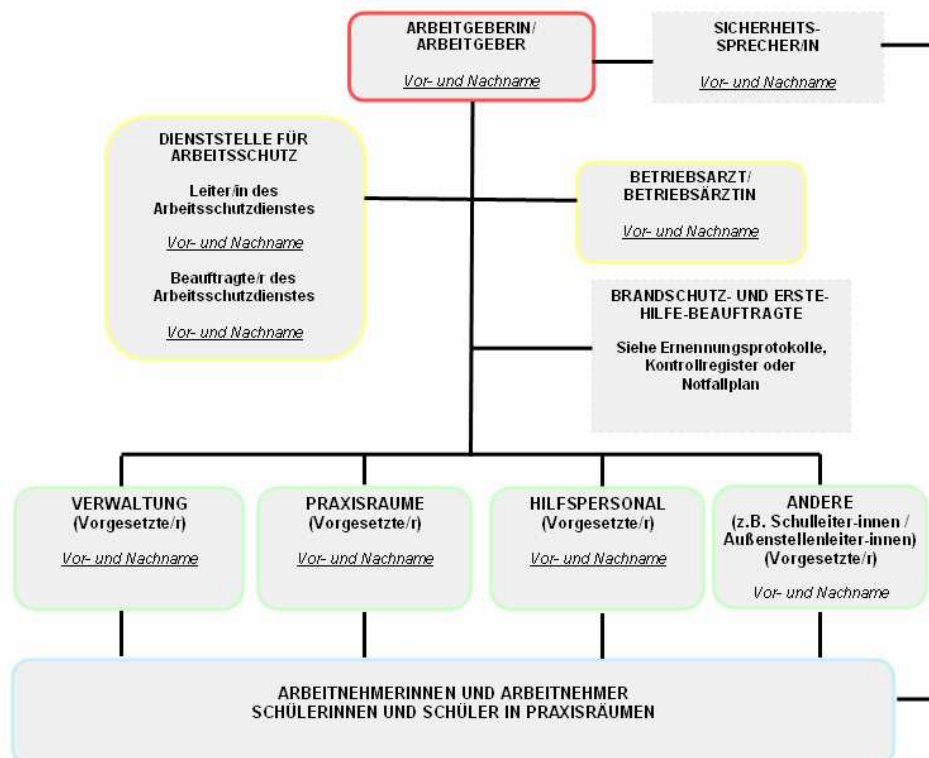 ARBEITGEBERIN/
ARBEITGEBER
Vor- und Nachname
SICHERHEITS-
SPRECHER/IN
Vor- und Nachname
DIENSTSTELLE FÜR
ARBEITSSCHUTZ
Leiter/in des
Arbeitsschutzdienstes
Vor- und Nachname
Beauftragte/r des
Arbeitsschutzdienstes
Vor- und Nachname
BETRIEBSARZT/
BETRIEBSÄRZTIN
Vor- und Nachname
BRANDSCHUTZ- UND ERSTE-
HILFE-BEAUFTRAGTE
Siehe Ernennungsprotokolle,
Kontrollregister oder
Notfallplan
VERWALTUNG
(Vorgesetzte/r)
Vor- und Nachname
PRAXISRÄUME
(Vorgesetzte/r)
Vor- und Nachname
HILFSPERSONAL
(Vorgesetzte/r)
Vor- und Nachname
ANDERE
(z.B. Schulleiter-innen /
Außenstellenleiter-innen)
(Vorgesetzte/r)
Vor- und Nachname
ARBEITNEHMERINNEN UND ARBEITNEHMER
SCHÜLERINNEN UND SCHÜLER IN PRAXISRÄUMEN